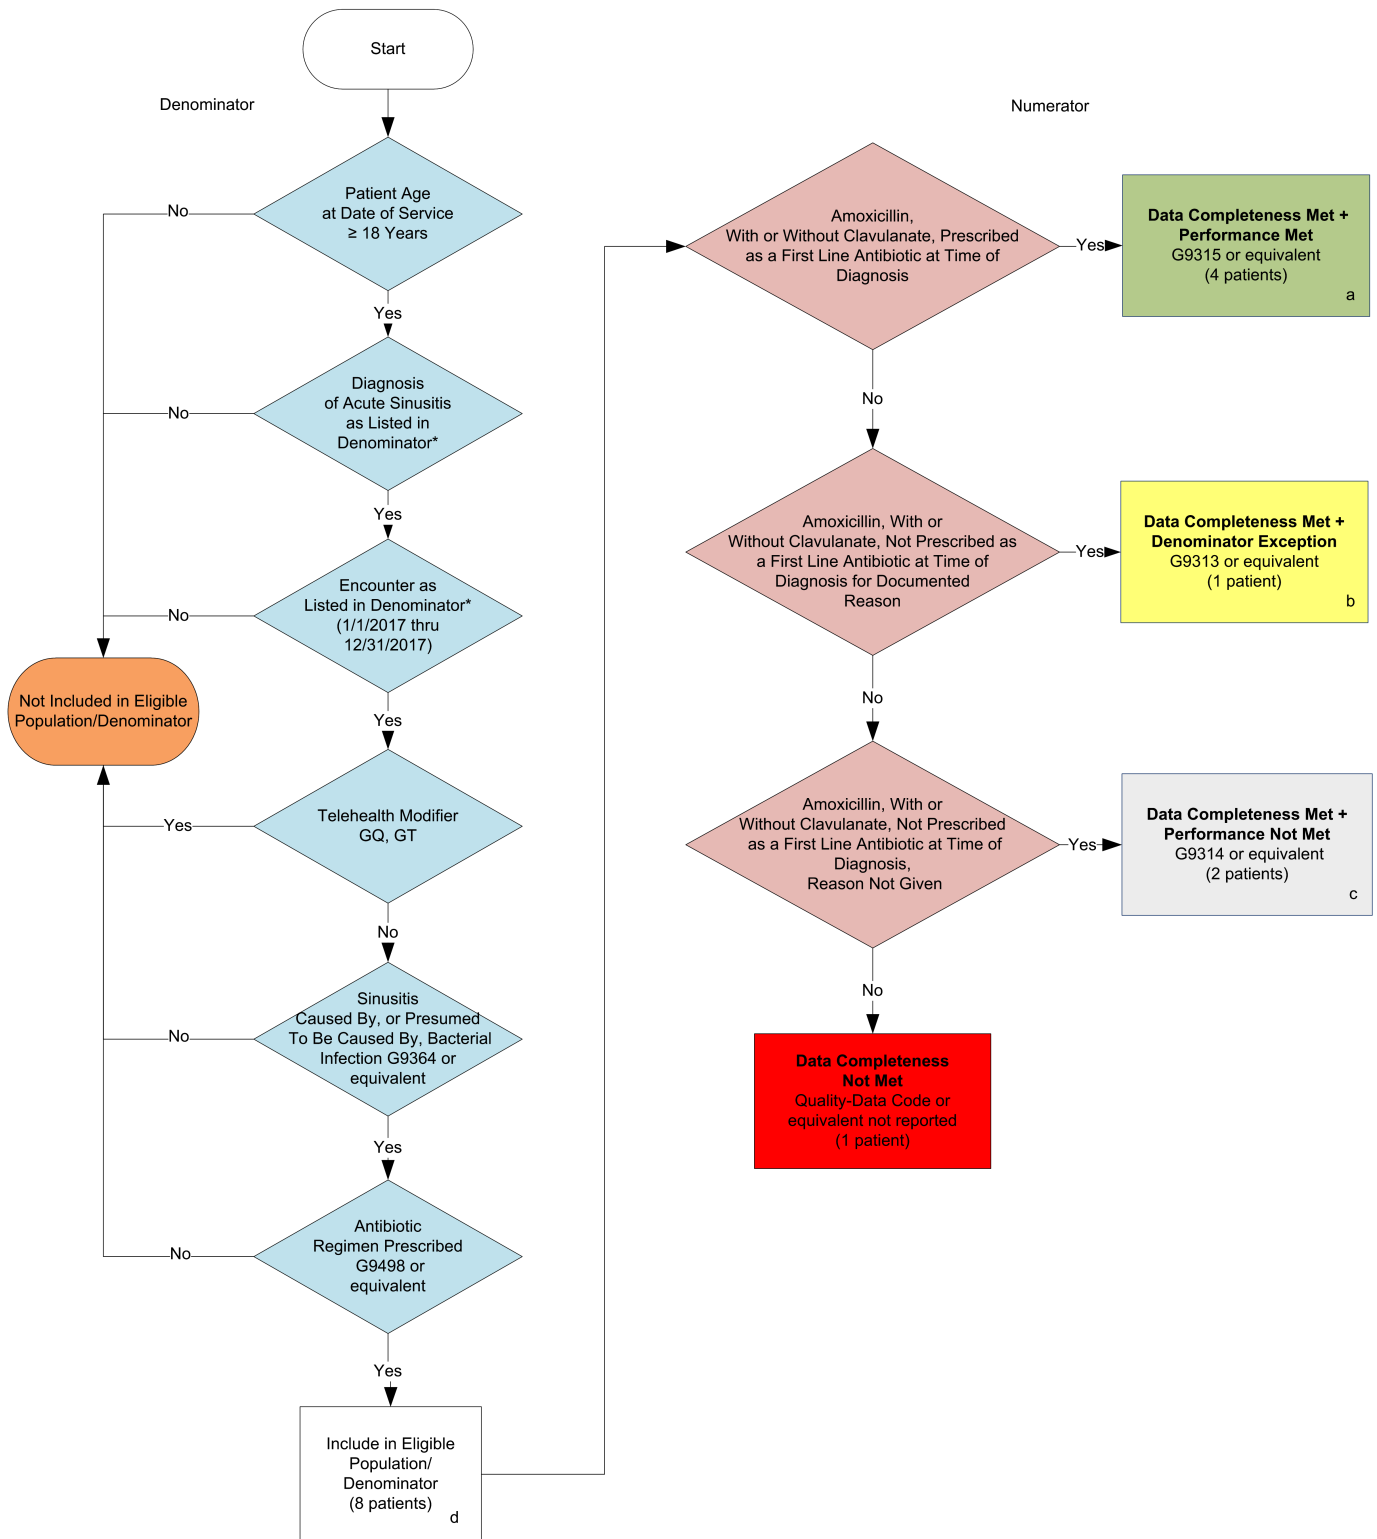 Start
Denominator
Patient Age
at Date of Service
≥ 18 Years
No
Yes
Diagnosis
of Acute Sinusitis
as Listed in
Denominator*
No
Yes
Encounter as
Listed in Denominator*
(1/1/2017 thru
12/31/2017)
No
Not Included in Eligible
Population/Denominator
Yes
Telehealth Modifier
GQ, GT
Yes
No
Sinusitis
Caused By, or Presumed
To Be Caused By, Bacterial
Infection G9364 or
equivalent
No
Yes
Antibiotic
Regimen Prescribed
G9498 or
equivalent
No
Yes
Include in Eligible
Population/
Denominator
(8 patients)
d
Numerator
Amoxicillin,
With or Without Clavulanate, Prescribed
as a First Line Antibiotic at Time of
Diagnosis
Yes
Data Completeness Met +
Performance Met
G9315 or equivalent
(4 patients)
a
No
Amoxicillin, With or
Without Clavulanate, Not Prescribed as
a First Line Antibiotic at Time of
Diagnosis for Documented
Reason
Yes
Data Completeness Met +
Denominator Exception
G9313 or equivalent
(1 patient)
b
No
Amoxicillin, With or
Without Clavulanate, Not Prescribed
as a First Line Antibiotic at Time of
Diagnosis,
Reason Not Given
Yes
Data Completeness Met +
Performance Not Met
G9314 or equivalent
(2 patients)
c
No
Data Completeness
Not Met
Quality-Data Code or
equivalent not reported
(1 patient)